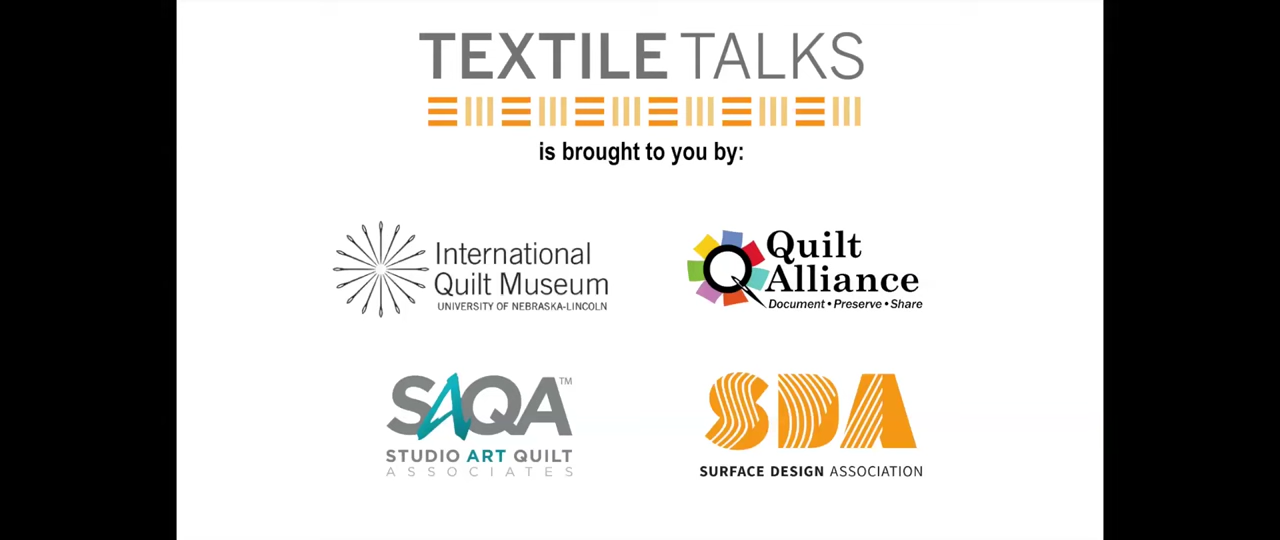 TEXTILE TALKS
is brought to you by:
International
Quilt Museum
UNIVERSITY OF NEBRASKA-LINCOLN
Quilt
Alliance
Document • Preserve • Share
SAQA™
STUDIO ART QUILT
ASSOCIATES
SDA
SURFACE DESIGN ASSOCIATION